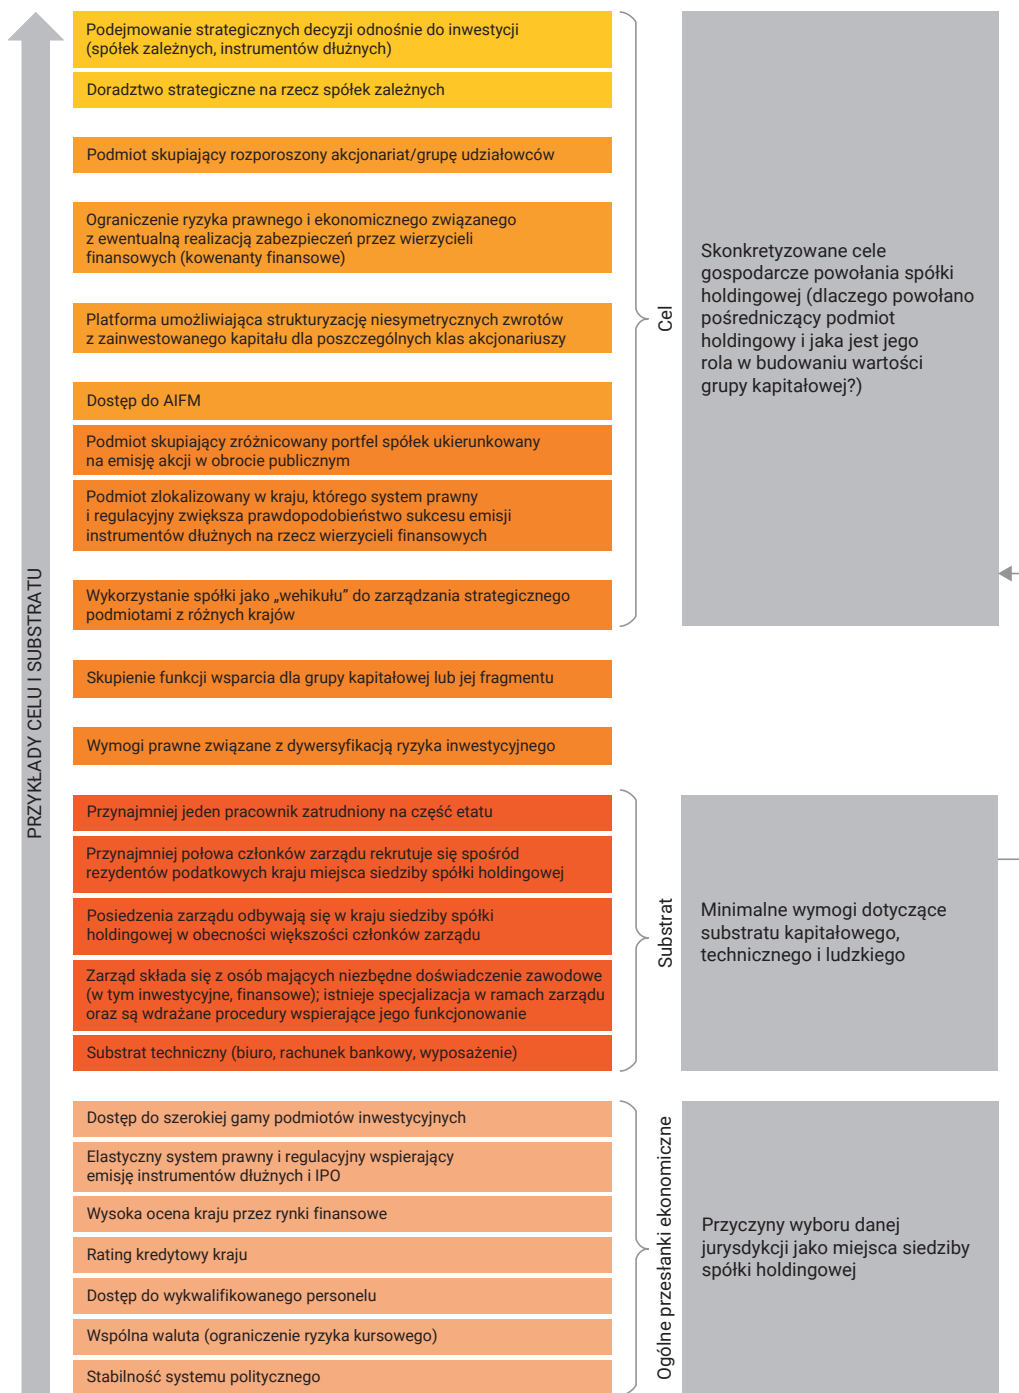 PRZYKŁADY CELU I SUBSTRATU
Podejmowanie strategicznych decyzji odnośnie do inwestycji
(spółek zależnych, instrumentów dłużnych)
Doradztwo strategiczne na rzecz spółek zależnych
Podmiot skupiający rozporoszony akcjonariat/grupę udziałowców
Ograniczenie ryzyka prawnego i ekonomicznego związanego
z ewentualną realizacją zabezpieczeń przez wierzycieli
finansowych (kowenanty finansowe)
Platforma umożliwiająca strukturyzację niesymetrycznych zwrotów
z zainwestowanego kapitału dla poszczególnych klas akcjonariuszy
Dostęp do AIFM
Podmiot skupiający zróżnicowany portfel spółek ukierunkowany
na emisję akcji w obrocie publicznym
Podmiot zlokalizowany w kraju, którego system prawny
i regulacyjny zwiększa prawdopodobieństwo sukcesu emisji
instrumentów dłużnych na rzecz wierzycieli finansowych
Wykorzystanie spółki jako „wehikułu” do zarządzania strategicznego
podmiotami z różnych krajów
Cel
Skonkretyzowane cele
gospodarcze powołania spółki
holdingowej (dlaczego powołano
pośredniczący podmiot
holdingowy i jaka jest jego
rola w budowaniu wartości
grupy kapitałowej?)
Skupienie funkcji wsparcia dla grupy kapitałowej lub jej fragmentu
Wymogi prawne związane z dywersyfikacją ryzyka inwestycyjnego
Przynajmniej jeden pracownik zatrudniony na część etatu
Przynajmniej połowa członków zarządu rekrutuje się spośród
rezydentów podatkowych kraju miejsca siedziby spółki holdingowej
Posiedzenia zarządu odbywają się w kraju siedziby spółki
holdingowej w obecności większości członków zarządu
Zarząd składa się z osób mających niezbędne doświadczenie zawodowe
(w tym inwestycyjne, finansowe); istnieje specjalizacja w ramach zarządu
oraz są wdrażane procedury wspierające jego funkcjonowanie
Substrat techniczny (biuro, rachunek bankowy, wyposażenie)
Substrat
Minimalne wymogi dotyczące
substratu kapitałowego,
technicznego i ludzkiego
Dostęp do szerokiej gamy podmiotów inwestycyjnych
Elastyczny system prawny i regulacyjny wspierający
emisję instrumentów dłużnych i IPO
Wysoka ocena kraju przez rynki finansowe
Rating kredytowy kraju
Dostęp do wykwalifikowanego personelu
Wspólna waluta (ograniczenie ryzyka kursowego)
Stabilność systemu politycznego
Ogólne przesłanki ekonomiczne
Przyczyny wyboru danej
jurysdykcji jako miejsca siedziby
spółki holdingowej